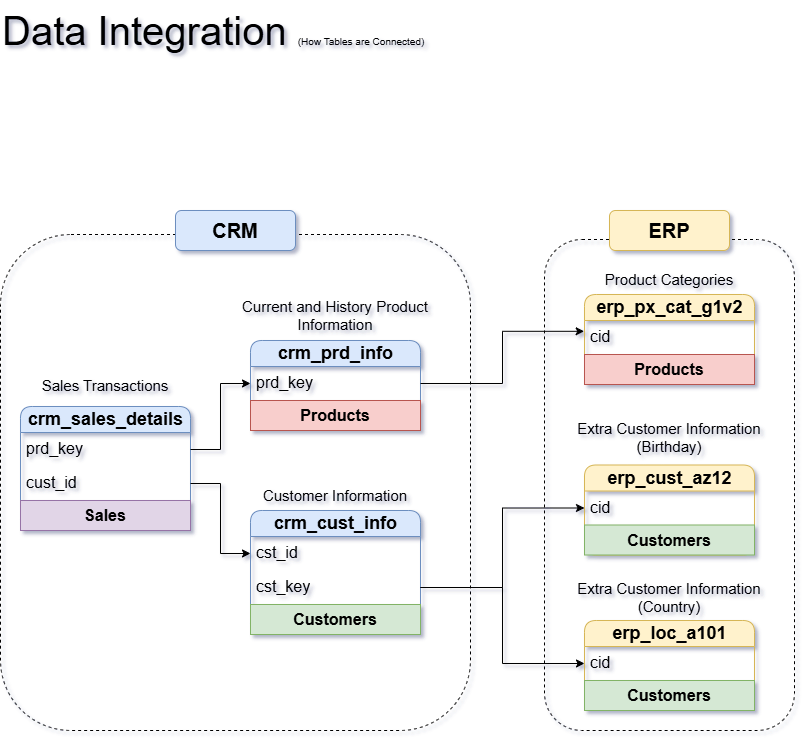 Data Integration (How Tables are Connected)
CRM
ERP
Sales Transactions
crm_sales_details
prd_key
cust_id
Sales
Current and History Product
Information
crm_prd_info
prd_key
Products
Customer Information
crm_cust_info
cst_id
cst_key
Customers
Product Categories
erp_px_cat_g1v2
cid
Products
Extra Customer Information
(Birthday)
erp_cust_az12
cid
Customers
Extra Customer Information
(Country)
erp_loc_a101
cid
Customers